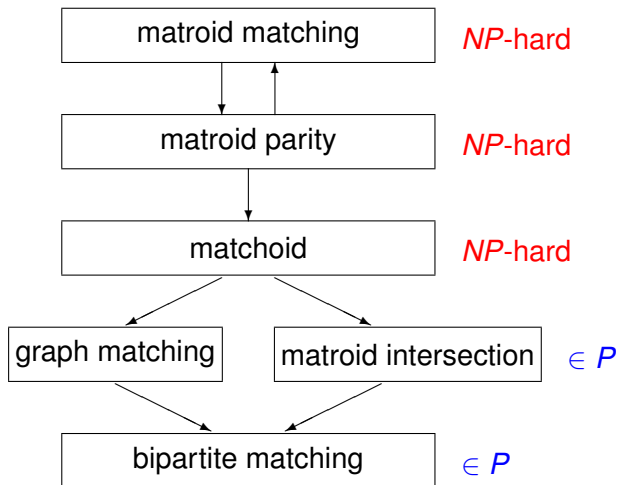 matroid matching NP-hard
matroid parity NP-hard
matchoid NP-hard
graph matching matroid intersection ∈ P
bipartite matching ∈ P